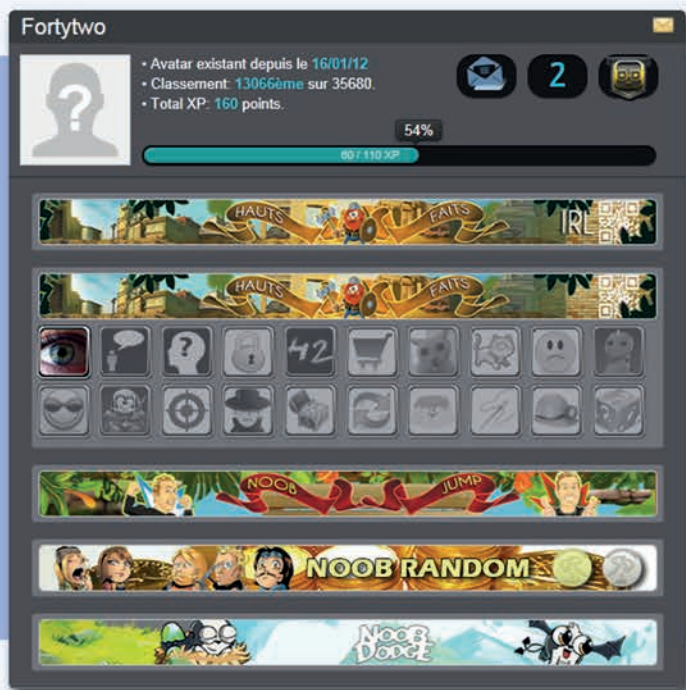 Fortytwo
• Avatar existant depuis le 16/01/12
• Classement: 13066ème sur 35680.
• Total XP: 160 points.
2
54%
60 / 110 XP
HAUTS FAITS IRL
HAUTS FAITS
?
42
NOOB JUMP
NOOB RANDOM
NOOB DODGE